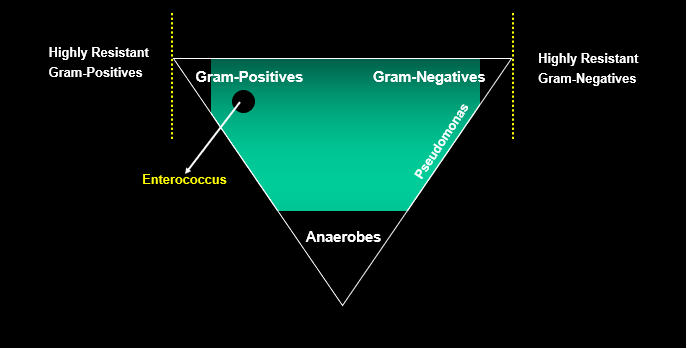 Highly Resistant
Gram-Positives
Gram-Positives
Gram-Negatives
Highly Resistant
Gram-Negatives
Pseudomonas
Enterococcus
Anaerobes